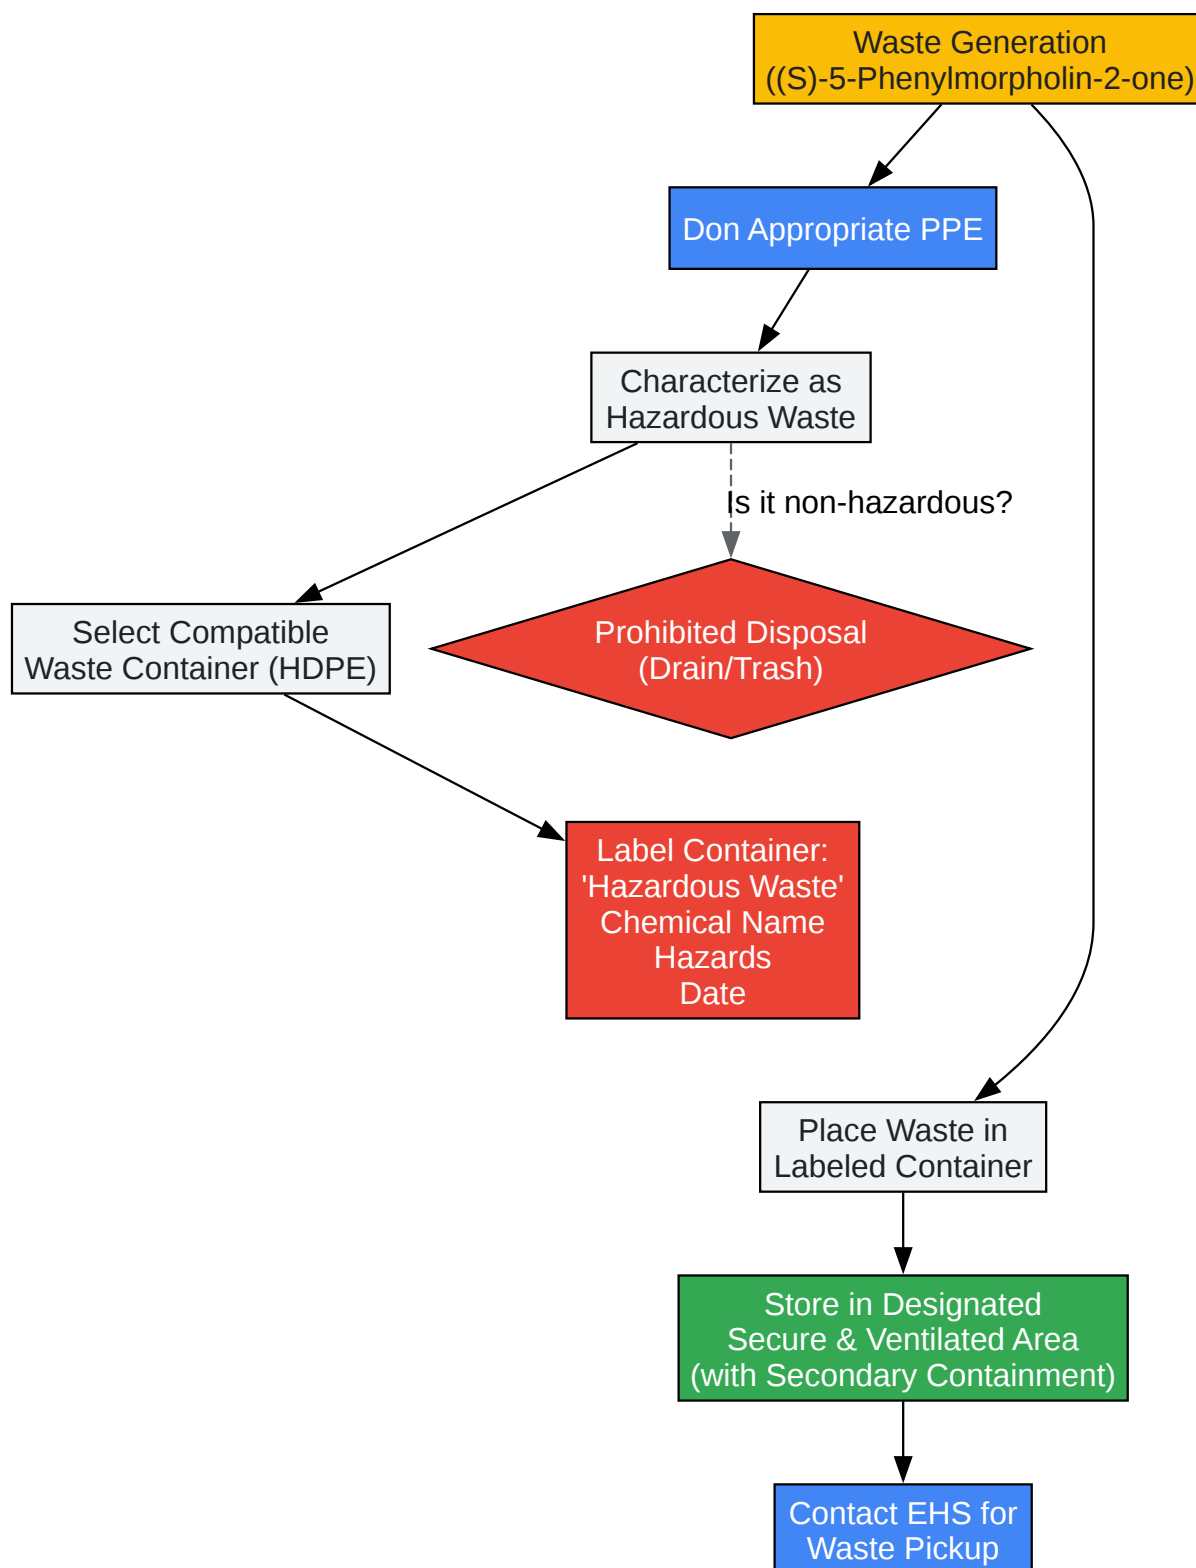 Waste Generation
((S)-5-Phenylmorpholin-2-one)
Don Appropriate PPE
Characterize as
Hazardous Waste
Is it non-hazardous?
Select Compatible
Waste Container (HDPE)
Prohibited Disposal
(Drain/Trash)
Label Container:
'Hazardous Waste'
Chemical Name
Hazards
Date
Place Waste in
Labeled Container
Store in Designated
Secure & Ventilated Area
(with Secondary Containment)
Contact EHS for
Waste Pickup